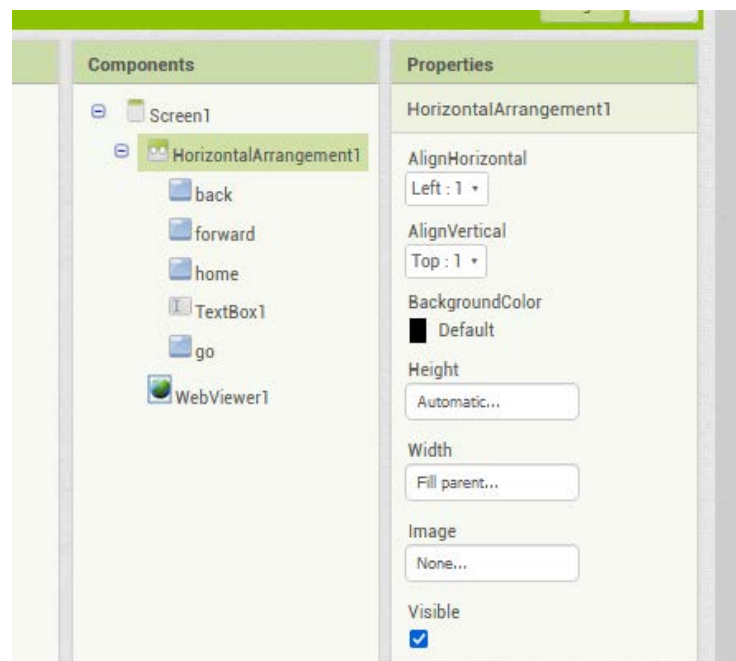 Components
Screen1
HorizontalArrangement1
back
forward
home
TextBox1
go
WebViewer1
Properties
HorizontalArrangement1
AlignHorizontal
Left : 1
AlignVertical
Top : 1
BackgroundColor
Default
Height
Automatic...
Width
Fill parent...
Image
None...
Visible